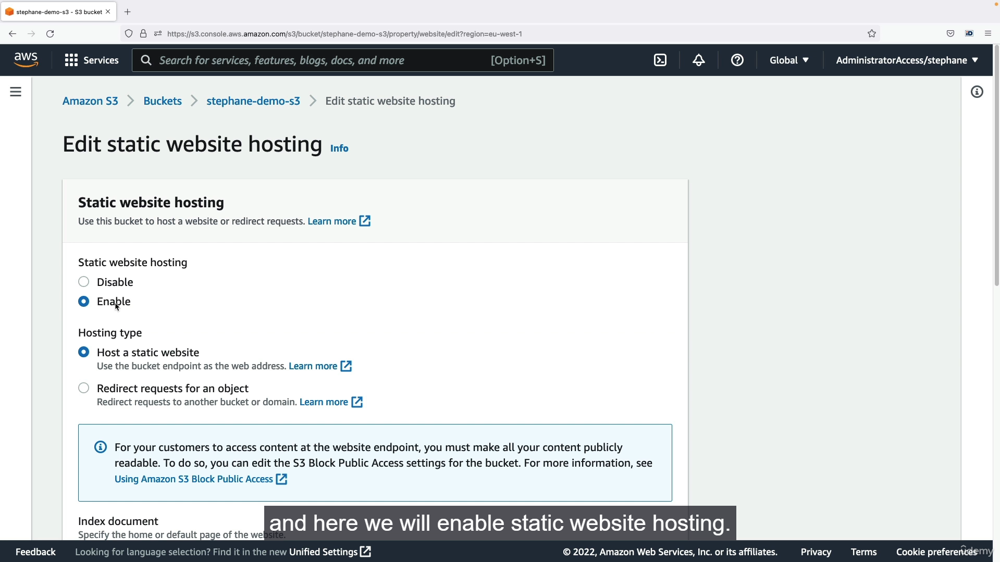 stephane-demo-s3 - S3 bucket
https://s3.console.aws.amazon.com/s3/bucket/stephane-demo-s3/property/website/edit?region=eu-west-1
aws
Services
Search for services, features, blogs, docs, and more
[Option+S]
Global
AdministratorAccess/stephane
Amazon S3
Buckets
stephane-demo-s3
Edit static website hosting
Edit static website hosting Info
Static website hosting
Use this bucket to host a website or redirect requests. Learn more
Static website hosting
Disable
Enable
Hosting type
Host a static website
Use the bucket endpoint as the web address. Learn more
Redirect requests for an object
Redirect requests to another bucket or domain. Learn more
For your customers to access content at the website endpoint, you must make all your content publicly
readable. To do so, you can edit the S3 Block Public Access settings for the bucket. For more information, see
Using Amazon S3 Block Public Access
Index document
Specify the home or default page of the website.
and here we will enable static website hosting.
Feedback
Looking for language selection? Find it in the new Unified Settings
© 2022, Amazon Web Services, Inc. or its affiliates.
Privacy
Terms
Cookie preferences
udemy